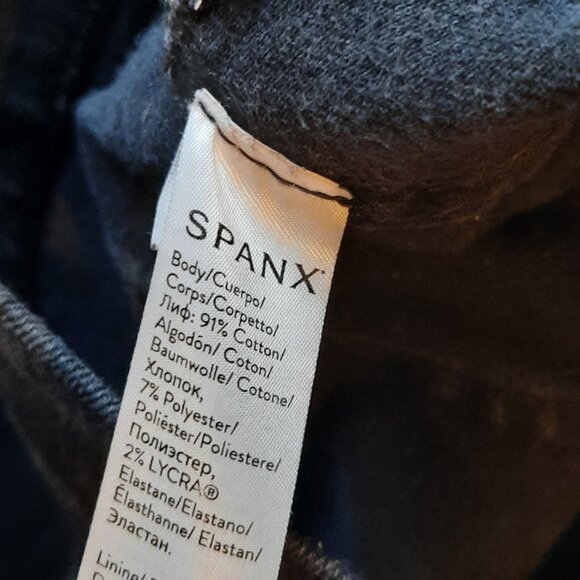 SPANX
Body/Cuerpo/
Corps/Corpetto/
Лиф: 91% Cotton/
Algodón/ Coton/
Baumwolle/ Cotone/
Хлопок,
7% Polyester/
Poliéster/Poliestere/
Полиэстер,
2% LYCRA®
Elastane/Elastano/
Élasthanne/ Elastan/
Эластан.
Lining/